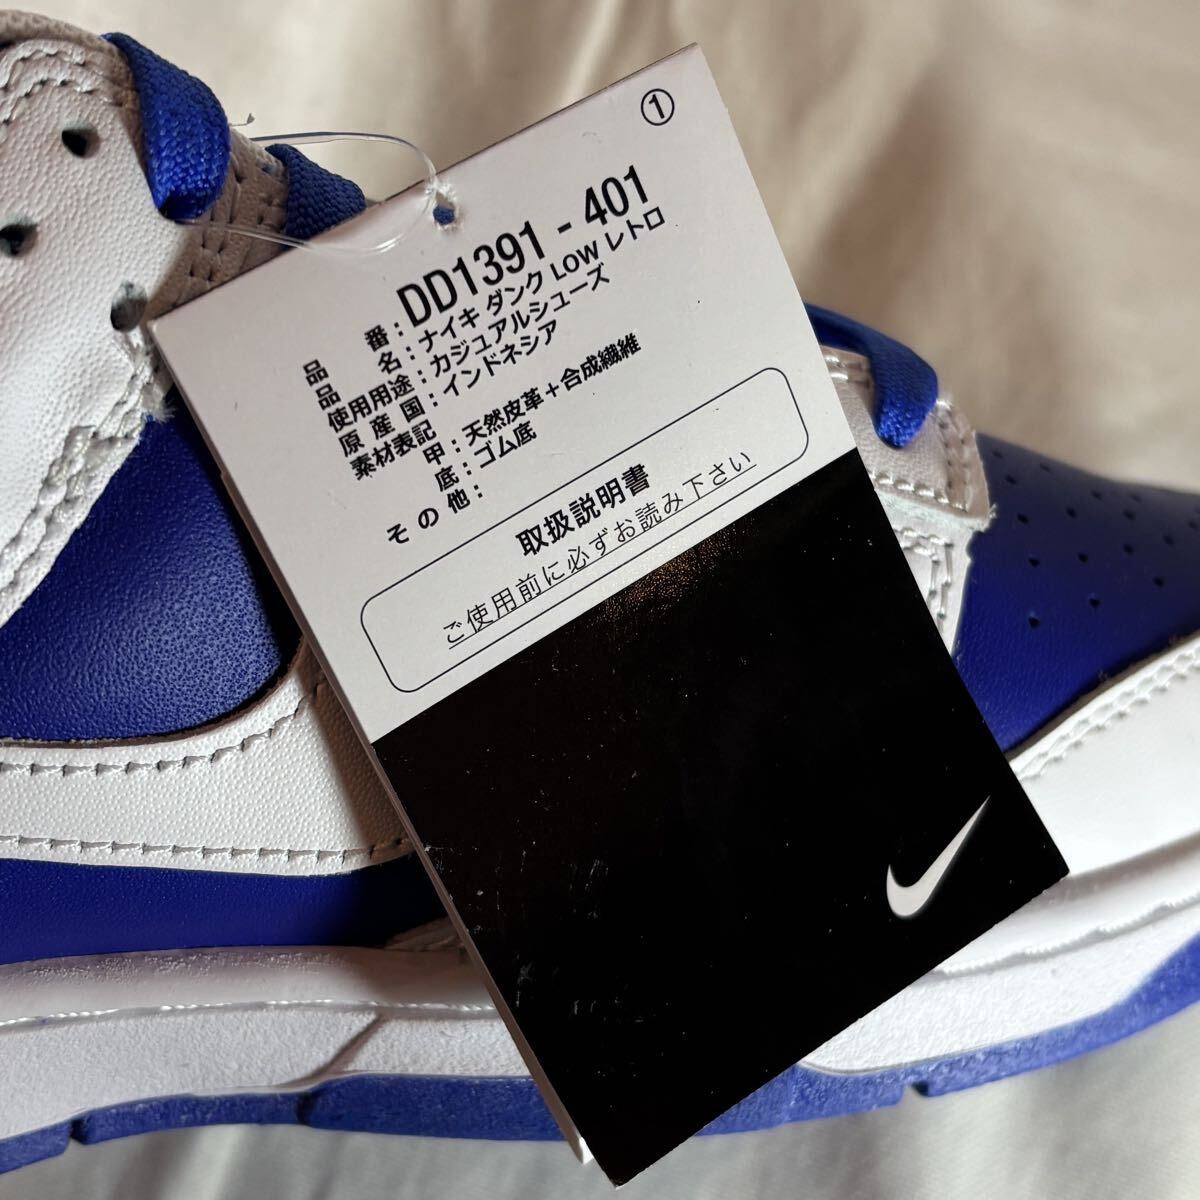 ①
品番：DD1391 - 401
品名：ナイキ ダンク LOW レトロ
使用用途：カジュアルシューズ
原産国：インドネシア
素材表記 甲：天然皮革＋合成繊維
底：ゴム底
その他：
取扱説明書
ご使用前に必ずお読み下さい